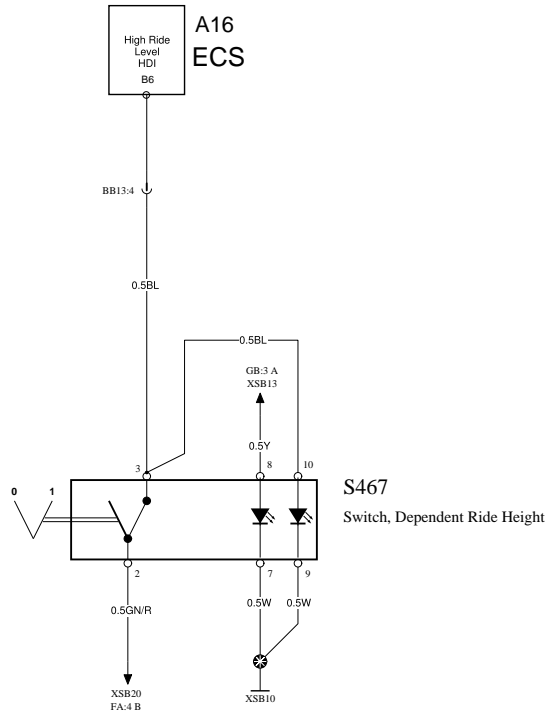 A16
ECS
High Ride
Level
HDI
B6
BB13:4
0.5BL
0.5BL
GB:3 A
XSB13
0.5Y
3
8
10
S467
Switch, Dependent Ride Height
0
1
2
7
9
0.5GN/R
0.5W
0.5W
XSB20
FA:4 B
XSB10